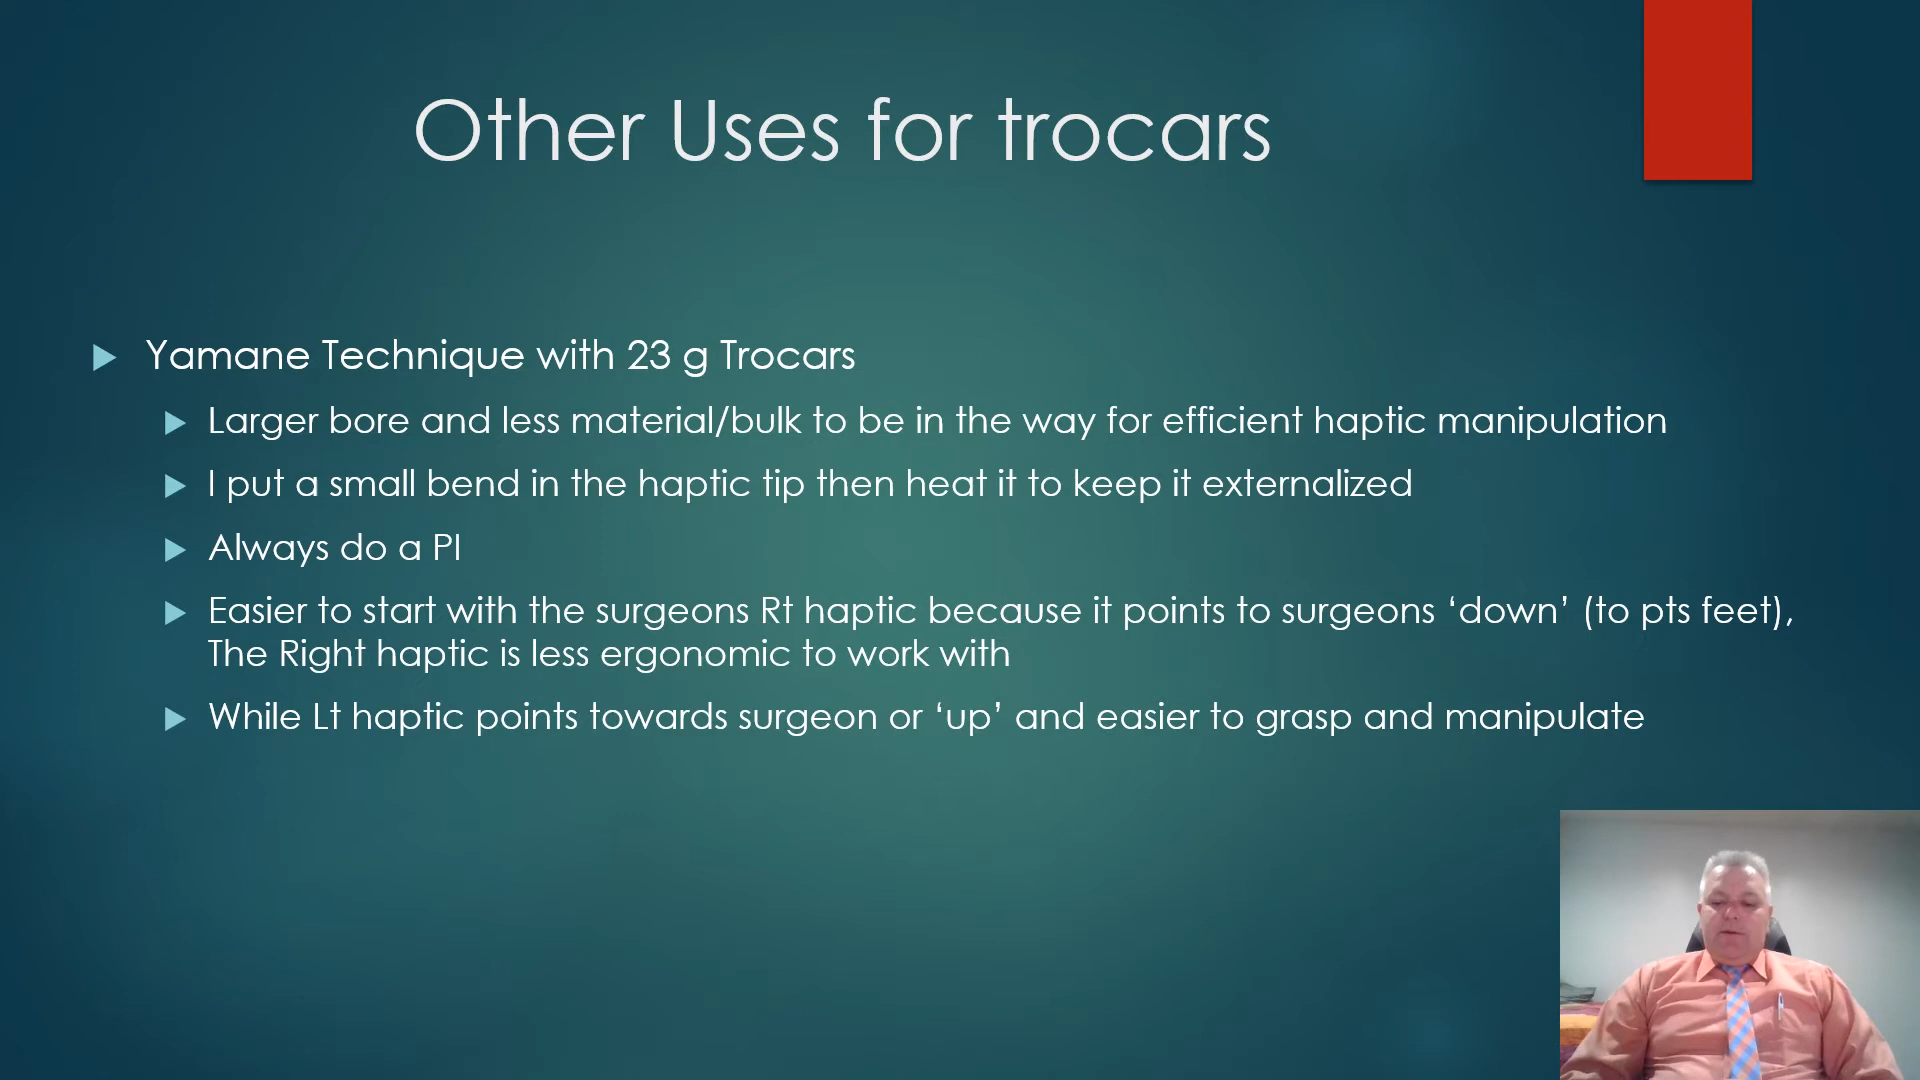 Other Uses for trocars
Yamane Technique with 23 g Trocars
Larger bore and less material/bulk to be in the way for efficient haptic manipulation
I put a small bend in the haptic tip then heat it to keep it externalized
Always do a PI
Easier to start with the surgeons Rt haptic because it points to surgeons ‘down’ (to pts feet),
The Right haptic is less ergonomic to work with
While Lt haptic points towards surgeon or ‘up’ and easier to grasp and manipulate